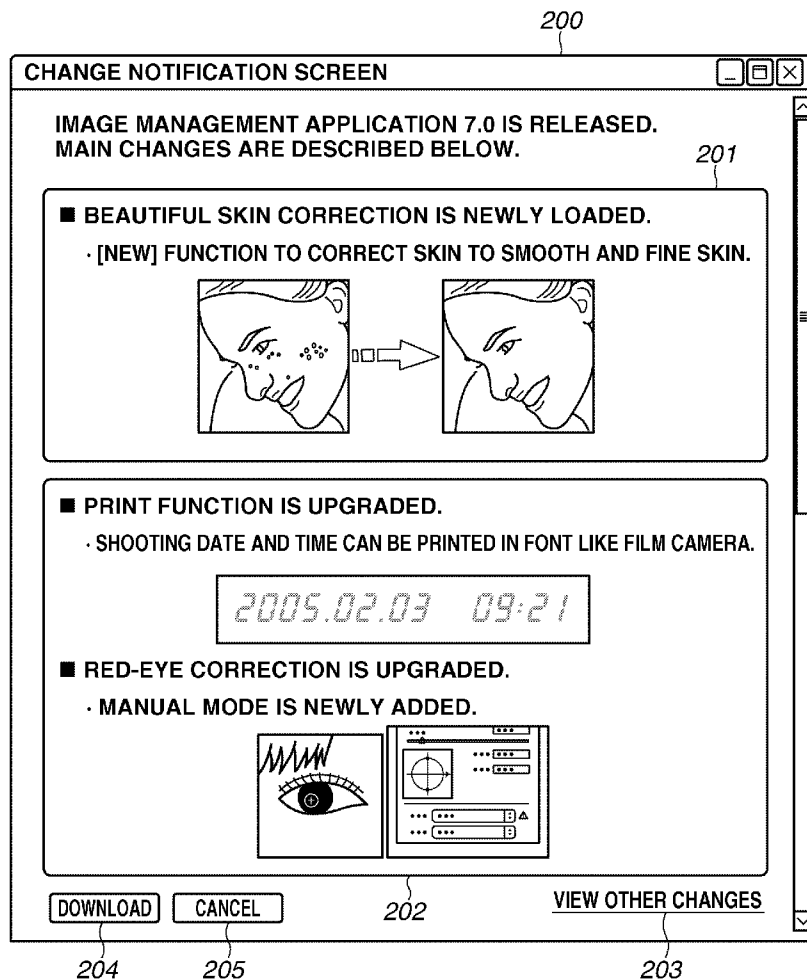 200
CHANGE NOTIFICATION SCREEN
IMAGE MANAGEMENT APPLICATION 7.0 IS RELEASED.
MAIN CHANGES ARE DESCRIBED BELOW.
201
■ BEAUTIFUL SKIN CORRECTION IS NEWLY LOADED.
· [NEW] FUNCTION TO CORRECT SKIN TO SMOOTH AND FINE SKIN.
■ PRINT FUNCTION IS UPGRADED.
· SHOOTING DATE AND TIME CAN BE PRINTED IN FONT LIKE FILM CAMERA.
2005.02.03 09:21
■ RED-EYE CORRECTION IS UPGRADED.
· MANUAL MODE IS NEWLY ADDED.
DOWNLOAD CANCEL 202 VIEW OTHER CHANGES
204 205 203